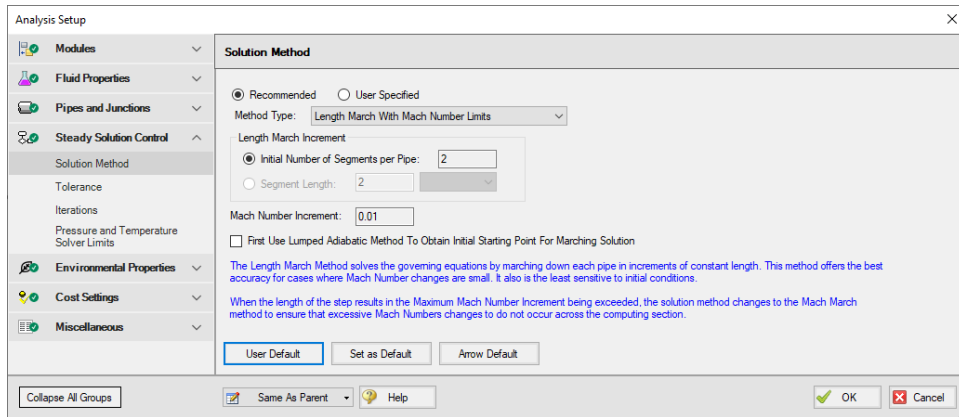 Analysis Setup
Modules
Fluid Properties
Pipes and Junctions
Steady Solution Control
Solution Method
Tolerance
Iterations
Pressure and Temperature
Solver Limits
Environmental Properties
Cost Settings
Miscellaneous
Solution Method
Recommended User Specified
Method Type: Length March With Mach Number Limits
Length March Increment
Initial Number of Segments per Pipe: 2
Segment Length: 2
Mach Number Increment: 0.01
First Use Lumped Adiabatic Method To Obtain Initial Starting Point For Marching Solution
The Length March Method solves the governing equations by marching down each pipe in increments of constant length. This method offers the best
accuracy for cases where Mach Number changes are small. It also is the least sensitive to initial conditions.
When the length of the step results in the Maximum Mach Number Increment being exceeded, the solution method changes to the Mach March
method to ensure that excessive Mach Numbers changes to do not occur across the computing section.
User Default Set as Default Arrow Default
Collapse All Groups Same As Parent Help OK Cancel